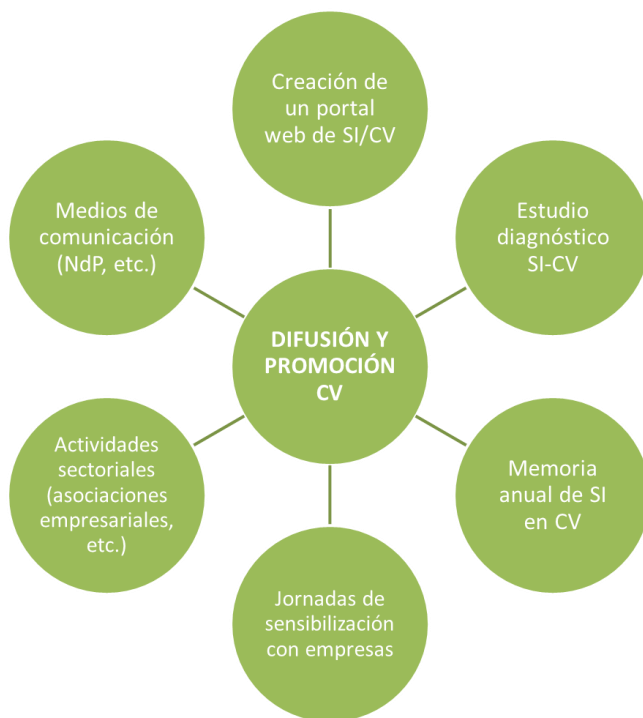 Creación de
un portal
web de SI/CV
Medios de
comunicación
(NdP, etc.)
Estudio
diagnóstico
SI-CV
DIFUSIÓN Y
PROMOCIÓN
CV
Actividades
sectoriales
(asociaciones
empresariales,
etc.)
Memoria
anual de SI
en CV
Jornadas de
sensibilización
con empresas